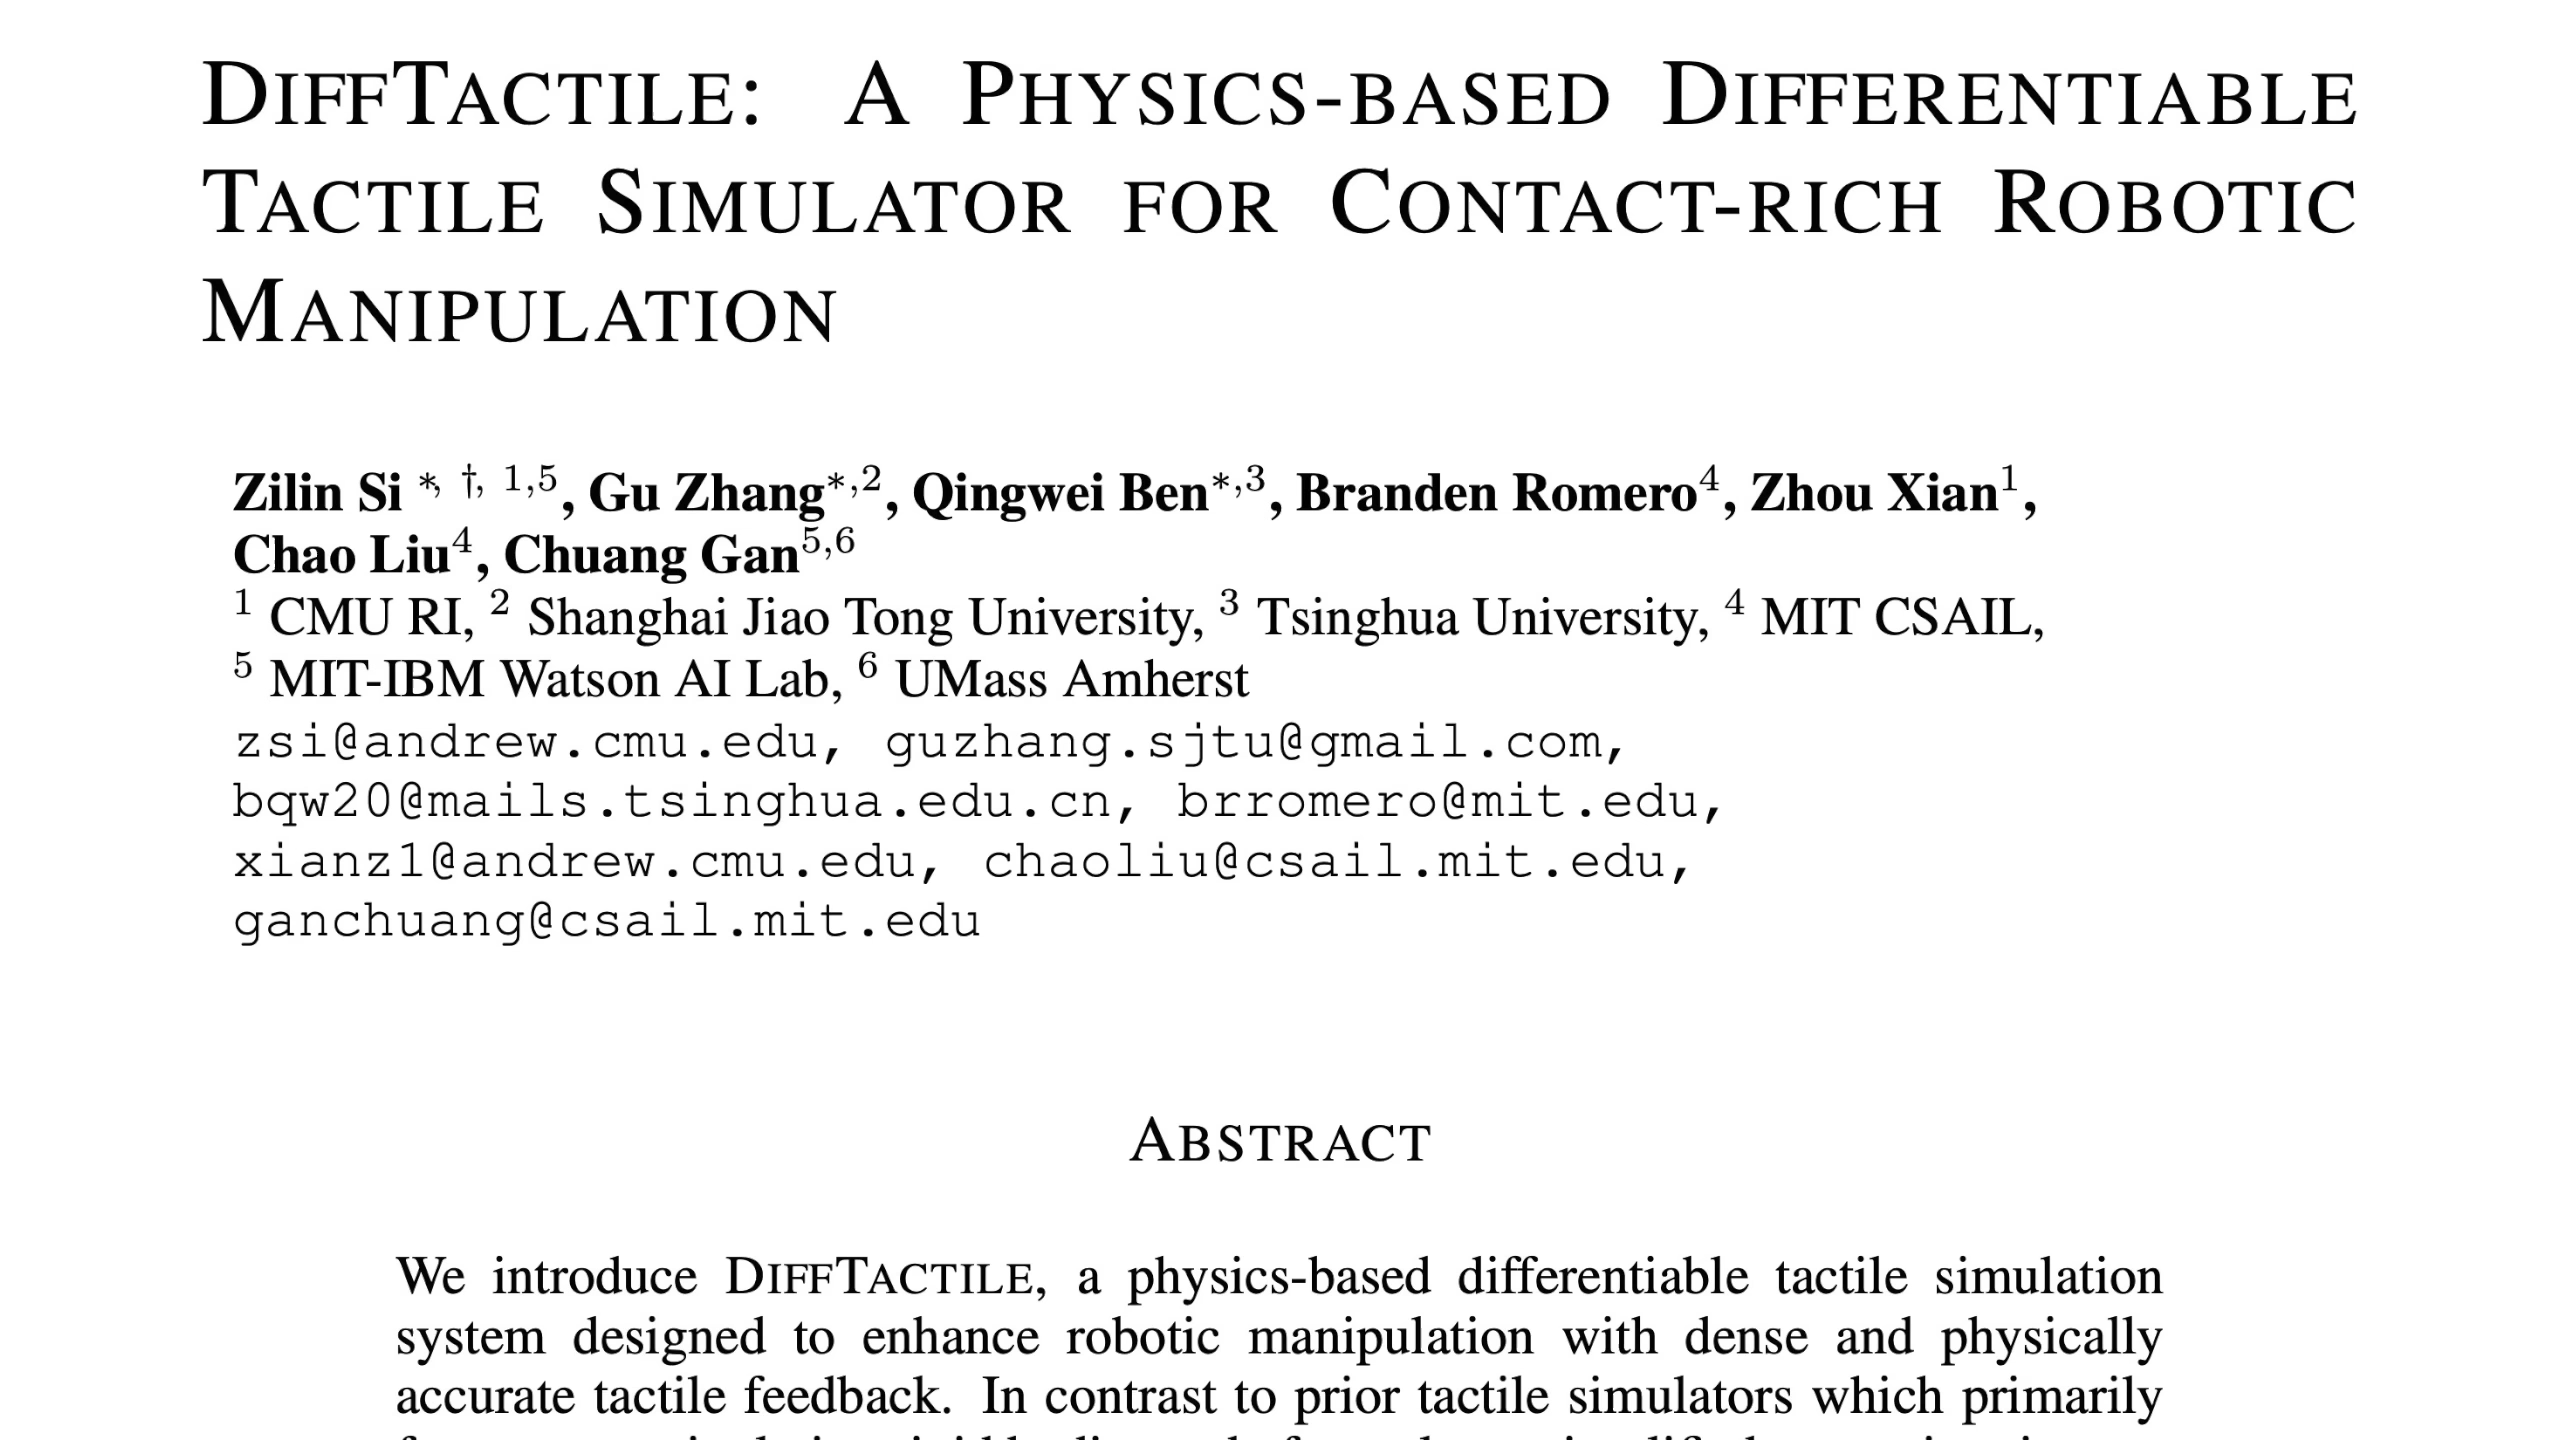 DIFFTACTILE: A PHYSICS-BASED DIFFERENTIABLE
TACTILE SIMULATOR FOR CONTACT-RICH ROBOTIC
MANIPULATION
Zilin Si *, †, 1,5, Gu Zhang*,2, Qingwei Ben*,3, Branden Romero4, Zhou Xian1,
Chao Liu4, Chuang Gan5,6
1 CMU RI, 2 Shanghai Jiao Tong University, 3 Tsinghua University, 4 MIT CSAIL,
5 MIT-IBM Watson AI Lab, 6 UMass Amherst
zsi@andrew.cmu.edu, guzhang.sjtu@gmail.com,
bqw20@mails.tsinghua.edu.cn, brromero@mit.edu,
xianz1@andrew.cmu.edu, chaoliu@csail.mit.edu,
ganchuang@csail.mit.edu
ABSTRACT
We introduce DIFFTACTILE, a physics-based differentiable tactile simulation
system designed to enhance robotic manipulation with dense and physically
accurate tactile feedback. In contrast to prior tactile simulators which primarily